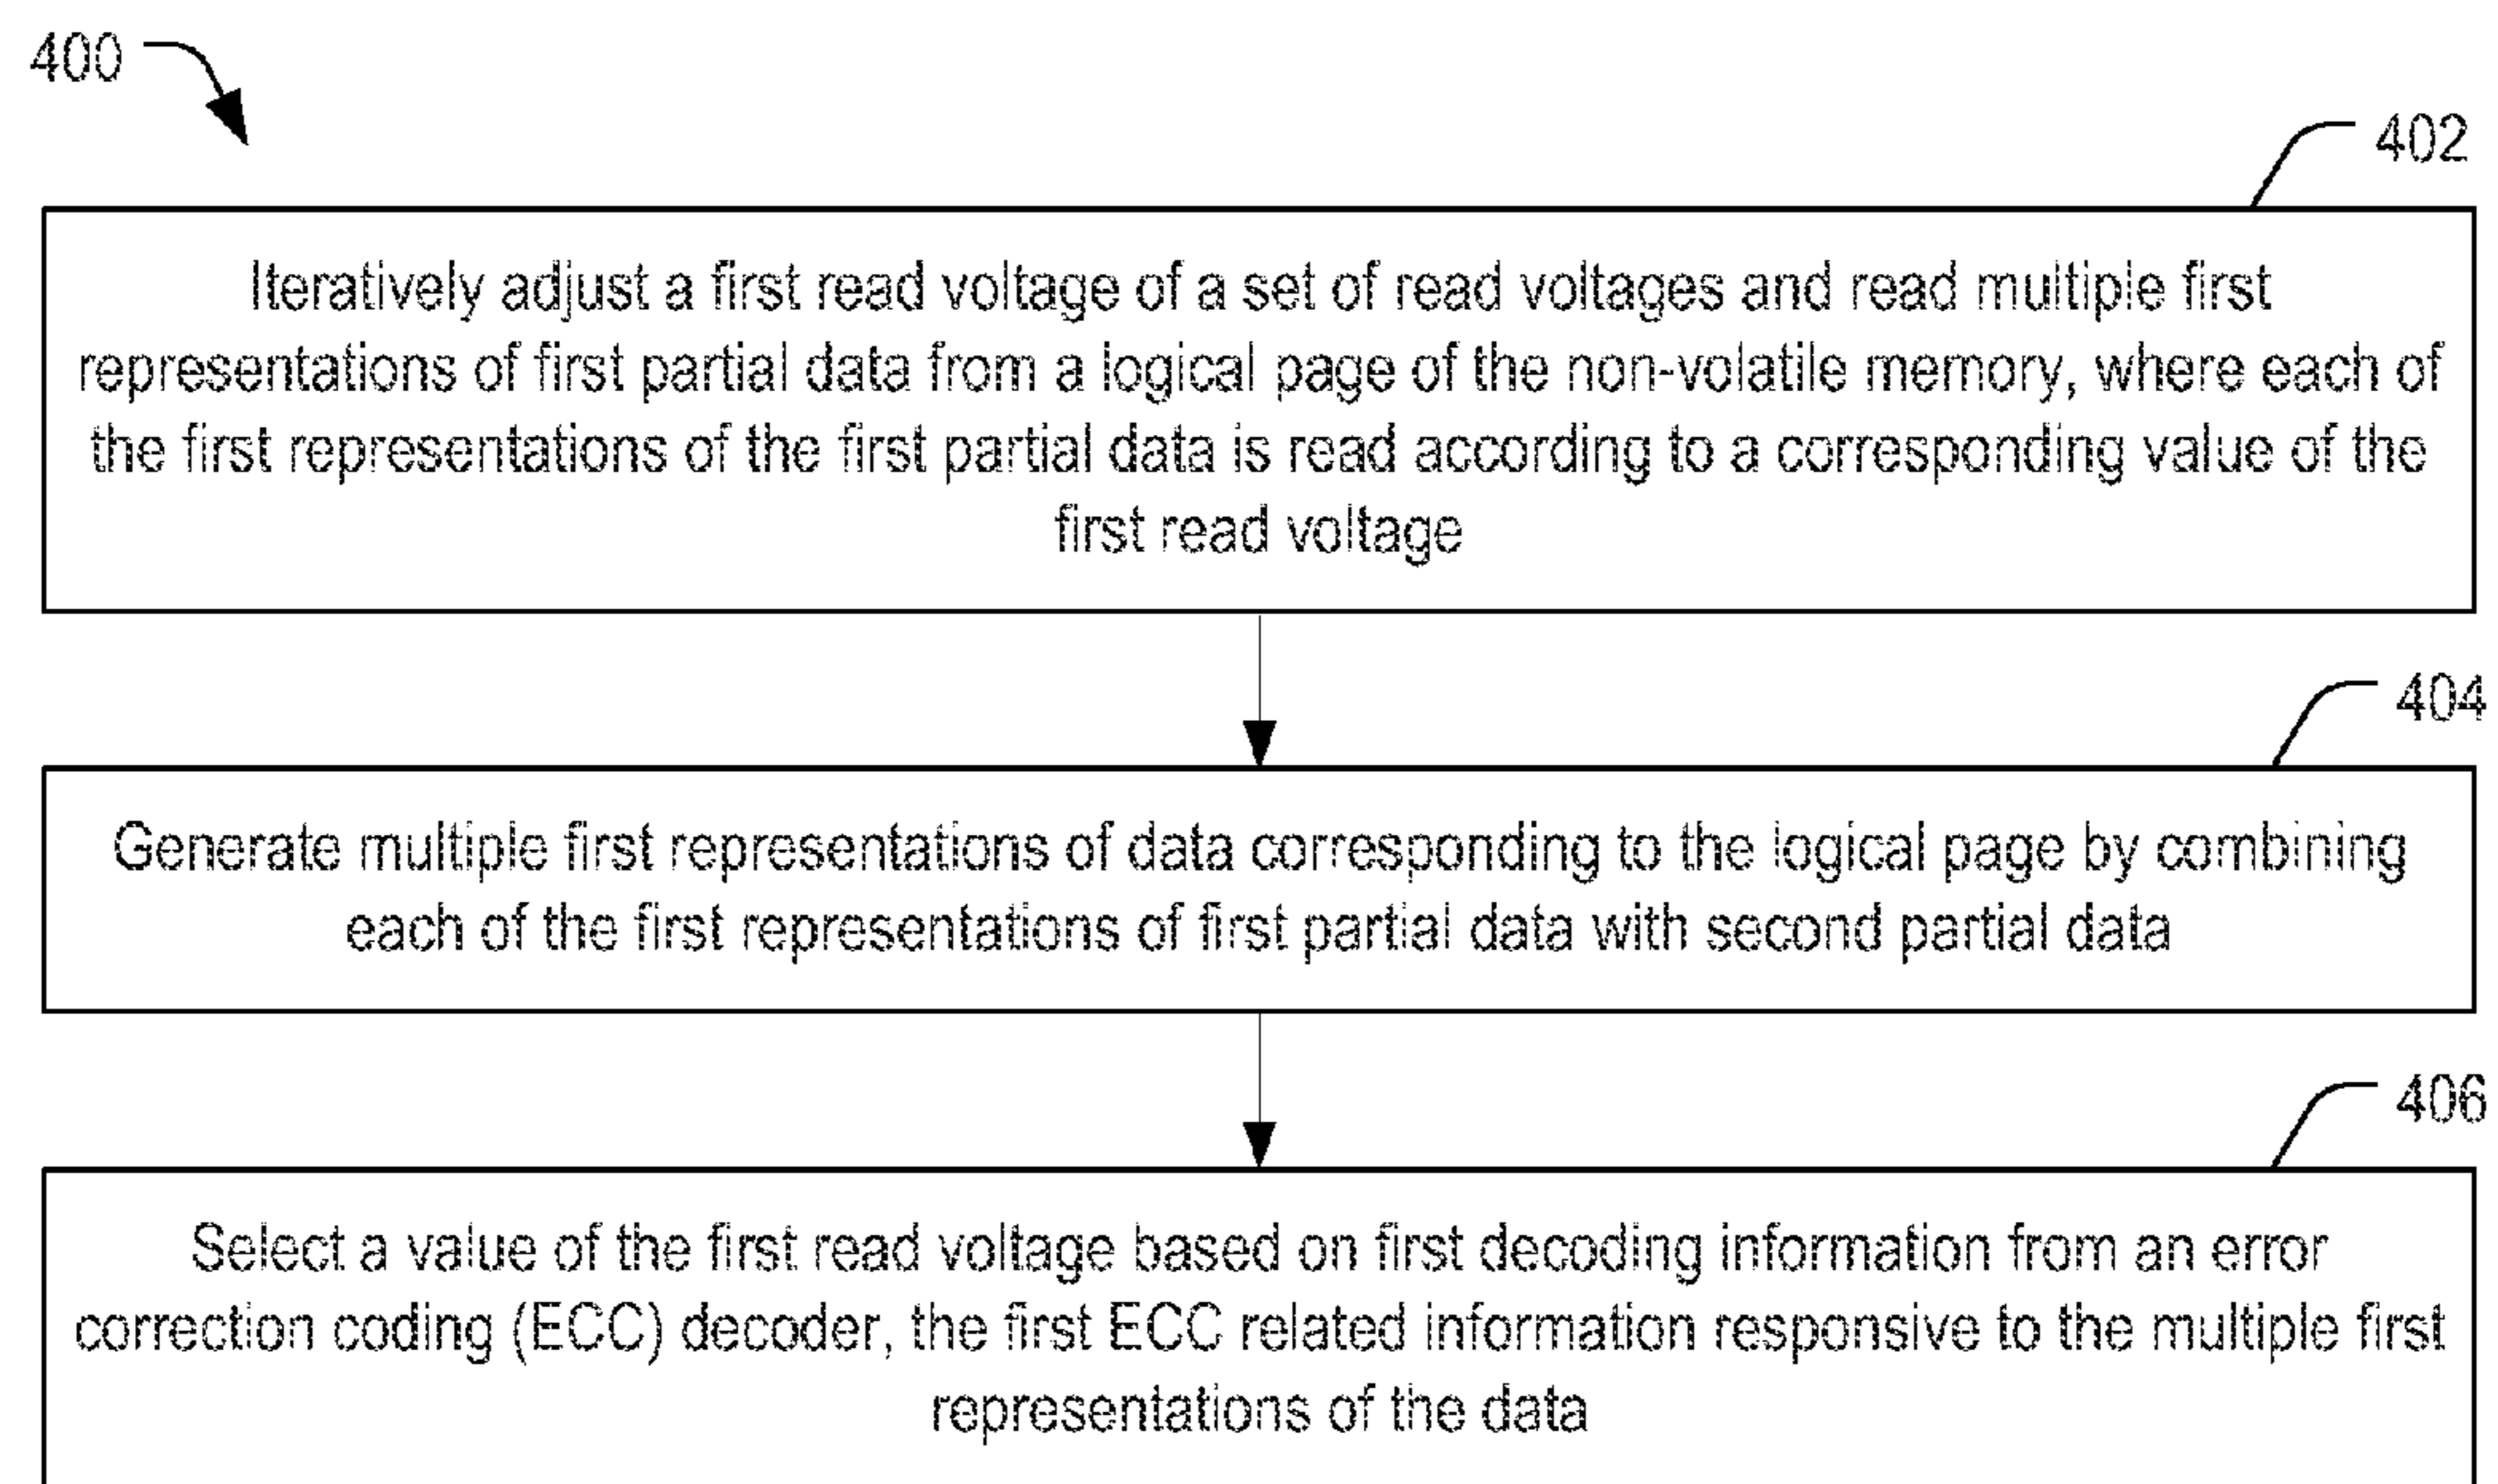 400
402
Iteratively adjust a first read voltage of a set of read voltages and read multiple first
representations of first partial data from a logical page of the non-volatile memory, where each of
the first representations of the first partial data is read according to a corresponding value of the
first read voltage
404
Generate multiple first representations of data corresponding to the logical page by combining
each of the first representations of first partial data with second partial data
406
Select a value of the first read voltage based on first decoding information from an error
correction coding (ECC) decoder, the first ECC related information responsive to the multiple first
representations of the data